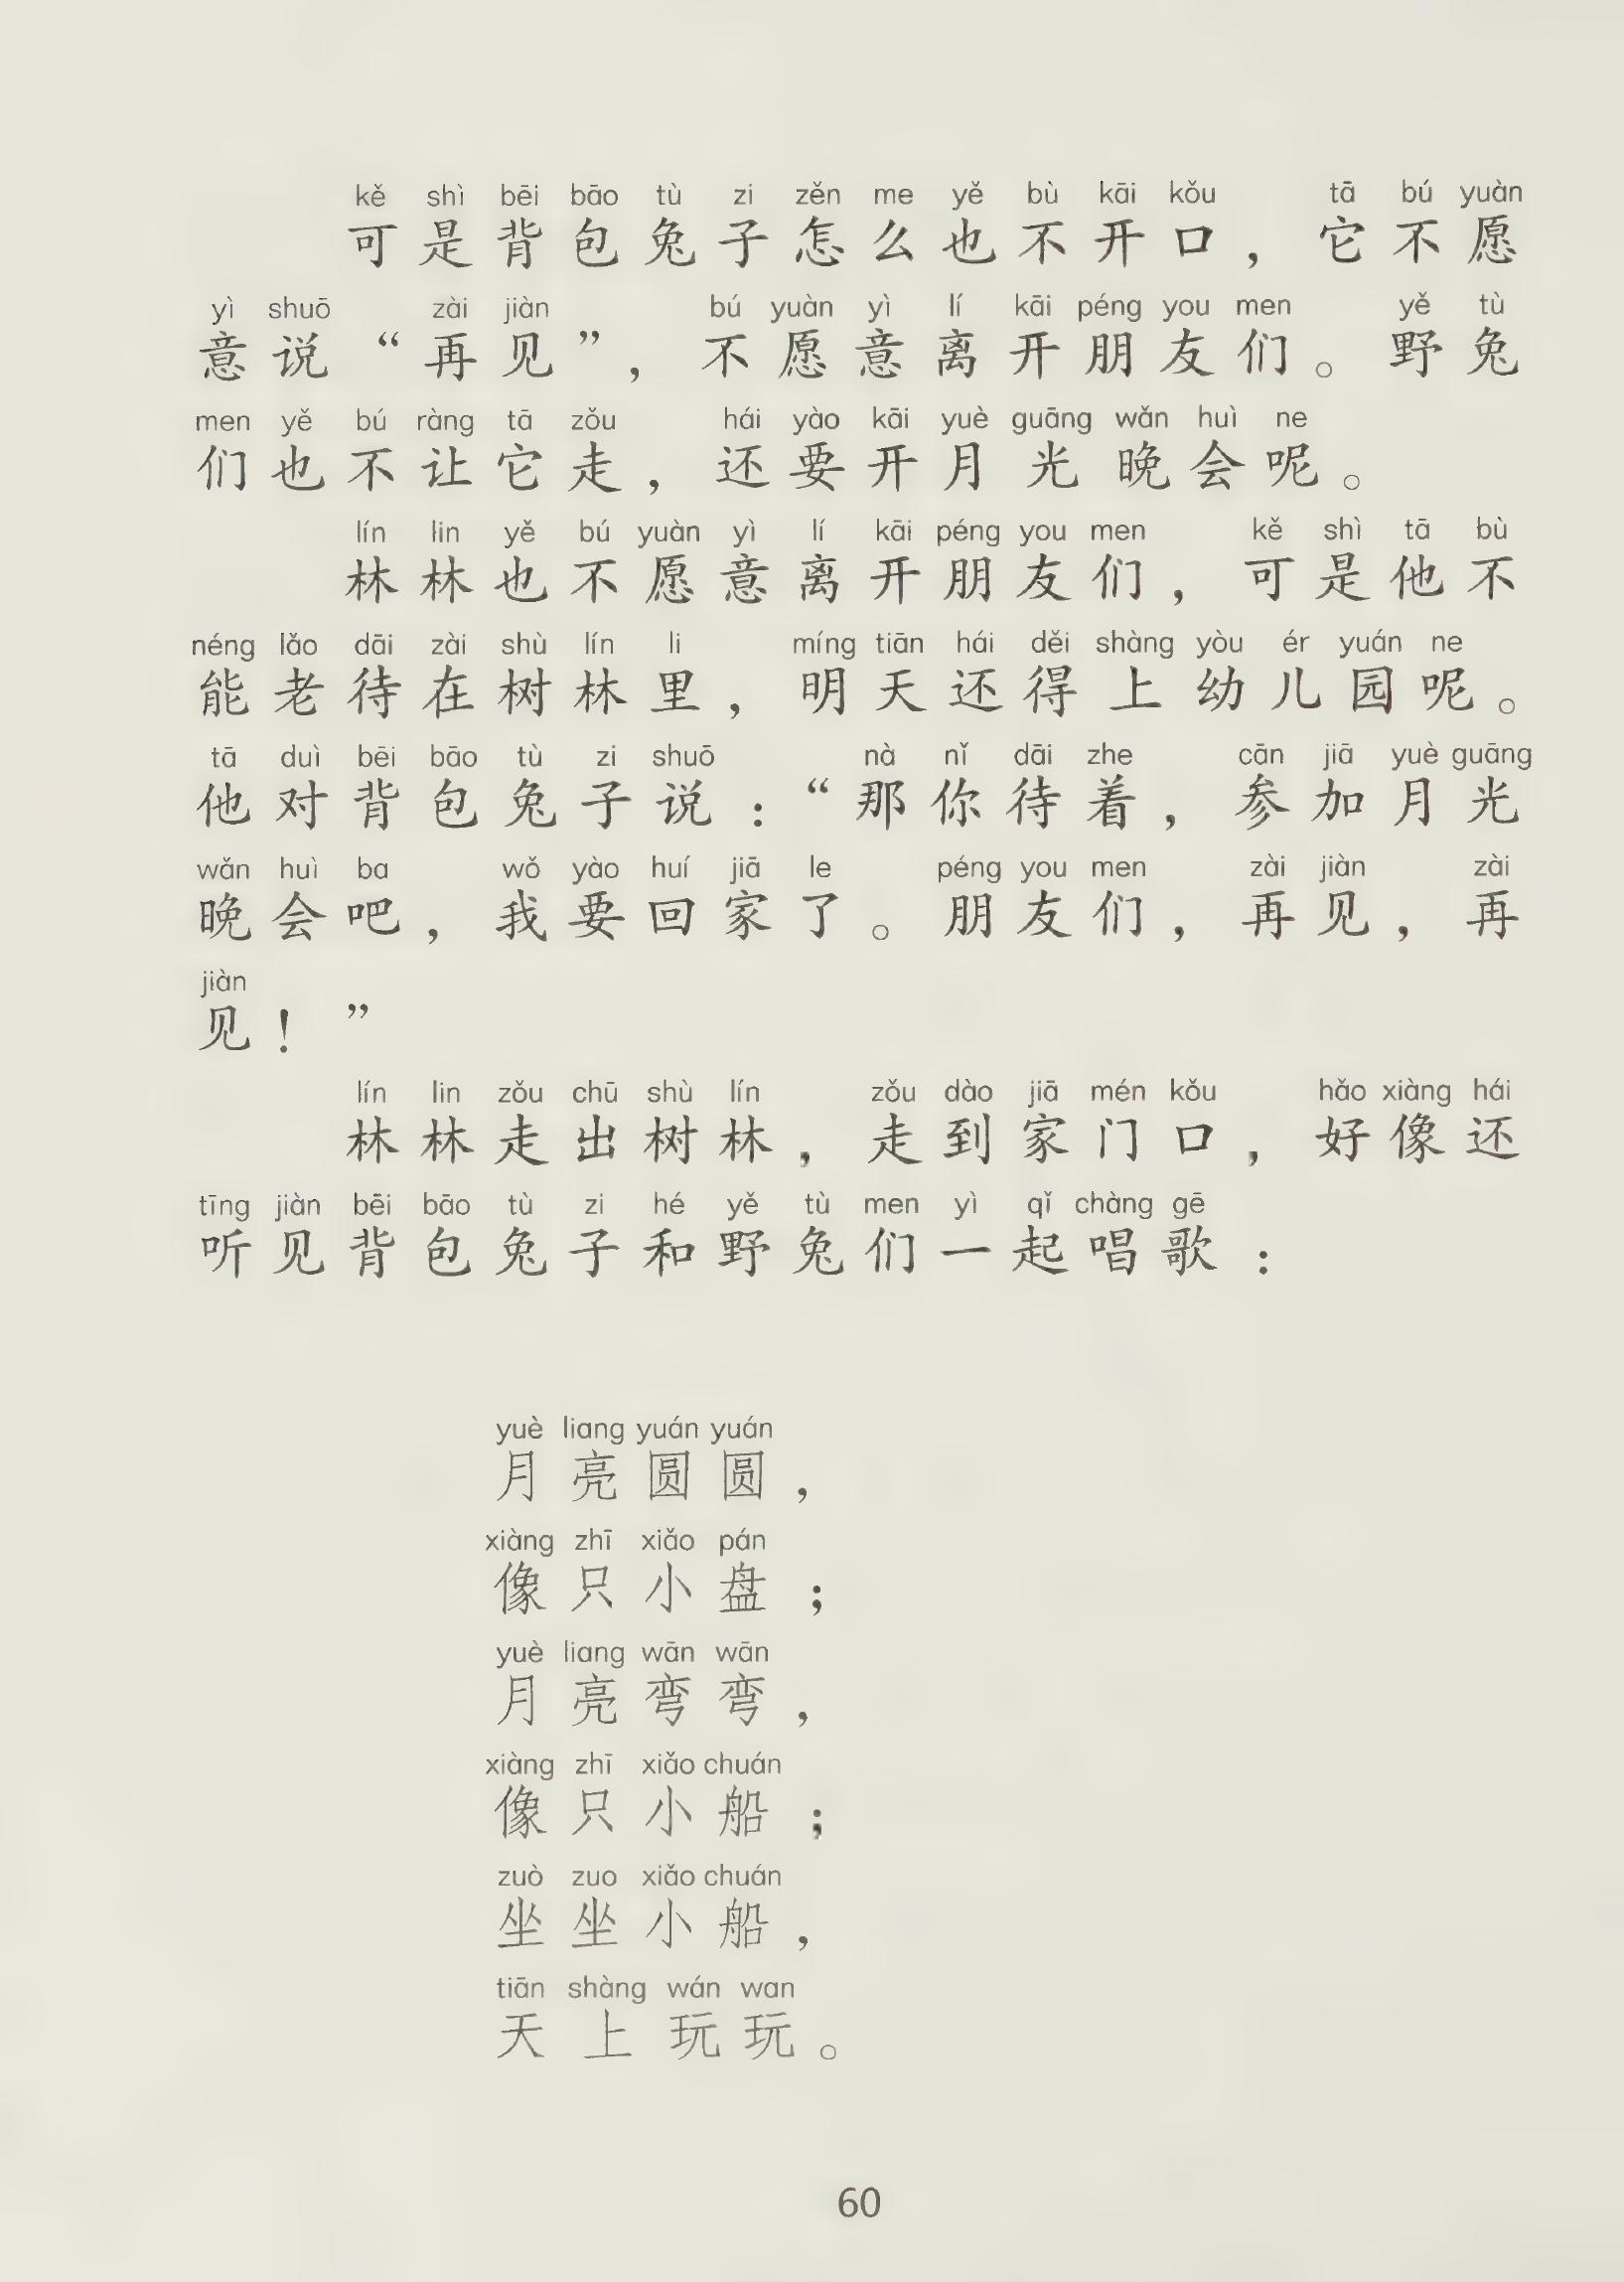 kě shì bēi bāo tù zi zěn me yě bù kāi kǒu tā bú yuàn
可是背包兔子怎么也不开口，它不愿
yì shuō zài jiàn bú yuàn yì lí kāi péng you men yě tù
意说“再见”，不愿意离开朋友们。野兔
men yě bú ràng tā zǒu hái yào kāi yuè guāng wǎn huì ne
们也不让它走，还要开月光晚会呢。
lín lin yě bú yuàn yì lí kāi péng you men kě shì tā bù
林林也不愿意离开朋友们，可是他不
néng lǎo dāi zài shù lín li míng tiān hái děi shàng yòu ér yuán ne
能老待在树林里，明天还得上幼儿园呢。
tā duì bēi bāo tù zi shuō nà nǐ dāi zhe cān jiā yuè guāng
他对背包兔子说：“那你待着，参加月光
wǎn huì ba wǒ yào huí jiā le péng you men zài jiàn zài
晚会吧，我要回家了。朋友们，再见，再
jiàn
见！”
lín lin zǒu chū shù lín zǒu dào jiā mén kǒu hǎo xiàng hái
林林走出树林，走到家门口，好像还
tīng jiàn bēi bāo tù zi hé yě tù men yì qǐ chàng gē
听见背包兔子和野兔们一起唱歌：
yuè liang yuán yuán
月亮圆圆，
xiàng zhī xiǎo pán
像只小盘；
yuè liang wān wān
月亮弯弯，
xiàng zhī xiǎo chuán
像只小船；
zuò zuo xiǎo chuán
坐坐小船，
tiān shàng wán wan
天上玩玩。
60